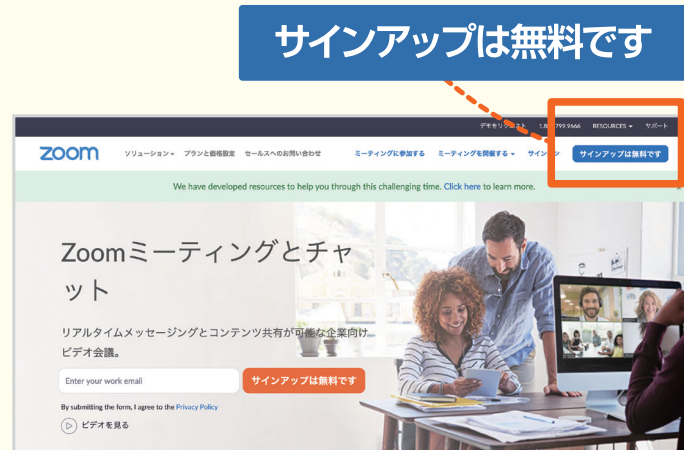 サインアップは無料です
デモをリクエスト 1.8 799.9666 RESOURCES サポート
zoom ソリューション プランと価格設定 セールスへのお問い合わせ ミーティングに参加する ミーティングを開催する サイン ン サインアップは無料です
We have developed resources to help you through this challenging time. Click here to learn more.
Zoomミーティングとチャ
ット
リアルタイムメッセージングとコンテンツ共有が可能な企業向け
ビデオ会議。
Enter your work email サインアップは無料です
By submitting the form, I agree to the Privacy Policy
ビデオを見る